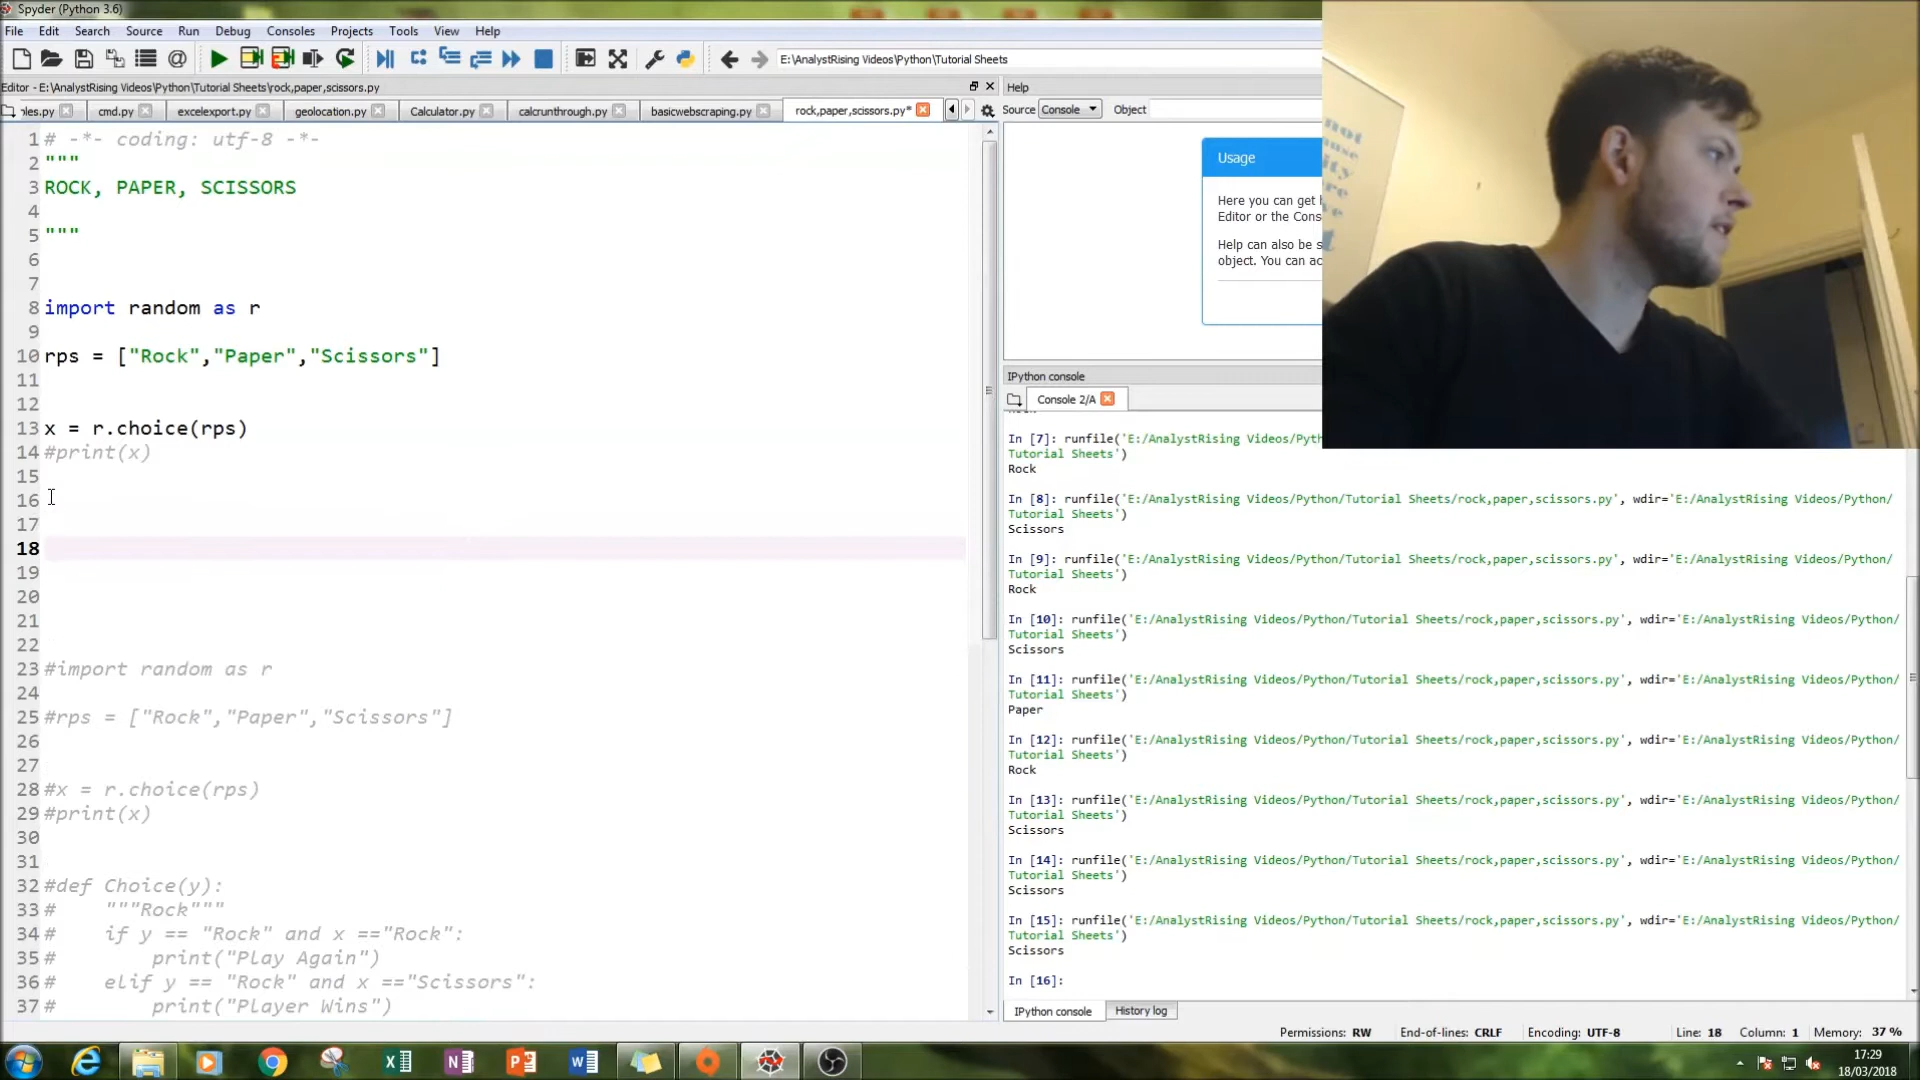 Spyder (Python 3.6)
File Edit Search Source Run Debug Consoles Projects Tools View Help
E:\AnalystRising Videos\Python\Tutorial Sheets
Editor - E:\AnalystRising Videos\Python\Tutorial Sheets\rock,paper,scissors.py
Help
les.py cmd.py excelexport.py geolocation.py Calculator.py calcrunthrough.py basicwebscraping.py rock,paper,scissors.py*
Source Console Object
1 # -*- coding: utf-8 -*-
2 """
3 ROCK, PAPER, SCISSORS
4
5 """
6
7
8 import random as r
9
10 rps = ["Rock","Paper","Scissors"]
11
12
13 x = r.choice(rps)
14 #print(x)
15
16
17
18
19
20
21
22
23 #import random as r
24
25 #rps = ["Rock","Paper","Scissors"]
26
27
28 #x = r.choice(rps)
29 #print(x)
30
31
32 #def Choice(y):
33 # """Rock"""
34 # if y == "Rock" and x =="Rock":
35 # print("Play Again")
36 # elif y == "Rock" and x =="Scissors":
37 # print("Player Wins")
Usage
Here you can get
Editor or the Cons
Help can also be s
object. You can ac
not
IPython console
Console 2/A
In [7]: runfile('E:/AnalystRising Videos/Pyth
Tutorial Sheets')
Rock
In [8]: runfile('E:/AnalystRising Videos/Python/Tutorial Sheets/rock,paper,scissors.py', wdir='E:/AnalystRising Videos/Python/
Tutorial Sheets')
Scissors
In [9]: runfile('E:/AnalystRising Videos/Python/Tutorial Sheets/rock,paper,scissors.py', wdir='E:/AnalystRising Videos/Python/
Tutorial Sheets')
Rock
In [10]: runfile('E:/AnalystRising Videos/Python/Tutorial Sheets/rock,paper,scissors.py', wdir='E:/AnalystRising Videos/Python/
Tutorial Sheets')
Scissors
In [11]: runfile('E:/AnalystRising Videos/Python/Tutorial Sheets/rock,paper,scissors.py', wdir='E:/AnalystRising Videos/Python/
Tutorial Sheets')
Paper
In [12]: runfile('E:/AnalystRising Videos/Python/Tutorial Sheets/rock,paper,scissors.py', wdir='E:/AnalystRising Videos/Python/
Tutorial Sheets')
Rock
In [13]: runfile('E:/AnalystRising Videos/Python/Tutorial Sheets/rock,paper,scissors.py', wdir='E:/AnalystRising Videos/Python/
Tutorial Sheets')
Scissors
In [14]: runfile('E:/AnalystRising Videos/Python/Tutorial Sheets/rock,paper,scissors.py', wdir='E:/AnalystRising Videos/Python/
Tutorial Sheets')
Scissors
In [15]: runfile('E:/AnalystRising Videos/Python/Tutorial Sheets/rock,paper,scissors.py', wdir='E:/AnalystRising Videos/Python/
Tutorial Sheets')
Scissors
In [16]:
IPython console History log
Permissions: RW End-of-lines: CRLF Encoding: UTF-8 Line: 18 Column: 1 Memory: 37 %
17:29
18/03/2018